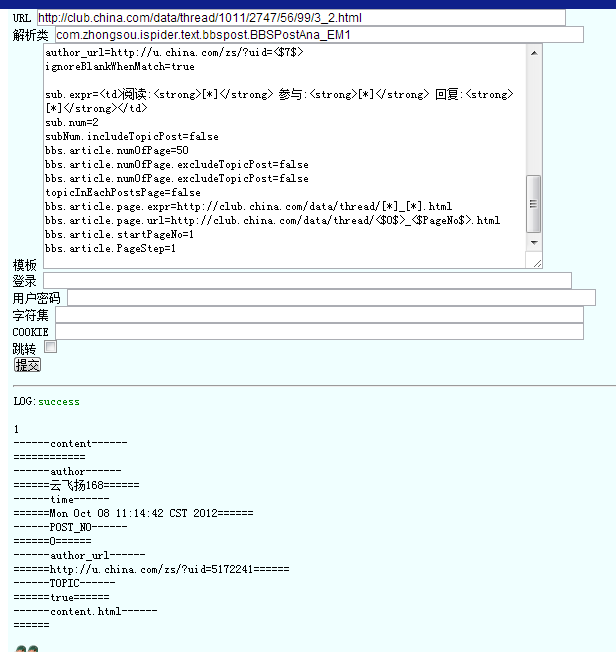 URL http://club.china.com/data/thread/1011/2747/56/99/3_2.html
解析类 com.zhongsou.ispider.text.bbspost.BBSPostAna_EM1
author_url=http://u.china.com/zs/?uid=<$7$>
ignoreBlankWhenMatch=true
sub.expr=<td>阅读:<strong>[*]</strong> 参与:<strong>[*]</strong> 回复:<strong>
[*]</strong></td>
sub.num=2
subNum.includeTopicPost=false
bbs.article.numOfPage=50
bbs.article.numOfPage.excludeTopicPost=false
bbs.article.numOfPage.excludeTopicPost=false
topicInEachPostsPage=false
bbs.article.page.expr=http://club.china.com/data/thread/[*]_[*].html
bbs.article.page.url=http://club.china.com/data/thread/<$0$>_<$PageNo$>.html
bbs.article.startPageNo=1
bbs.article.PageStep=1
模板
登录
用户密码
字符集
COOKIE
跳转
提交
LOG:success
1
------content------
============
------author------
======云飞扬168======
------time------
======Mon Oct 08 11:14:42 CST 2012======
------POST_NO------
======0======
------author_url------
======http://u.china.com/zs/?uid=5172241======
------TOPIC------
======true======
------content.html------
======